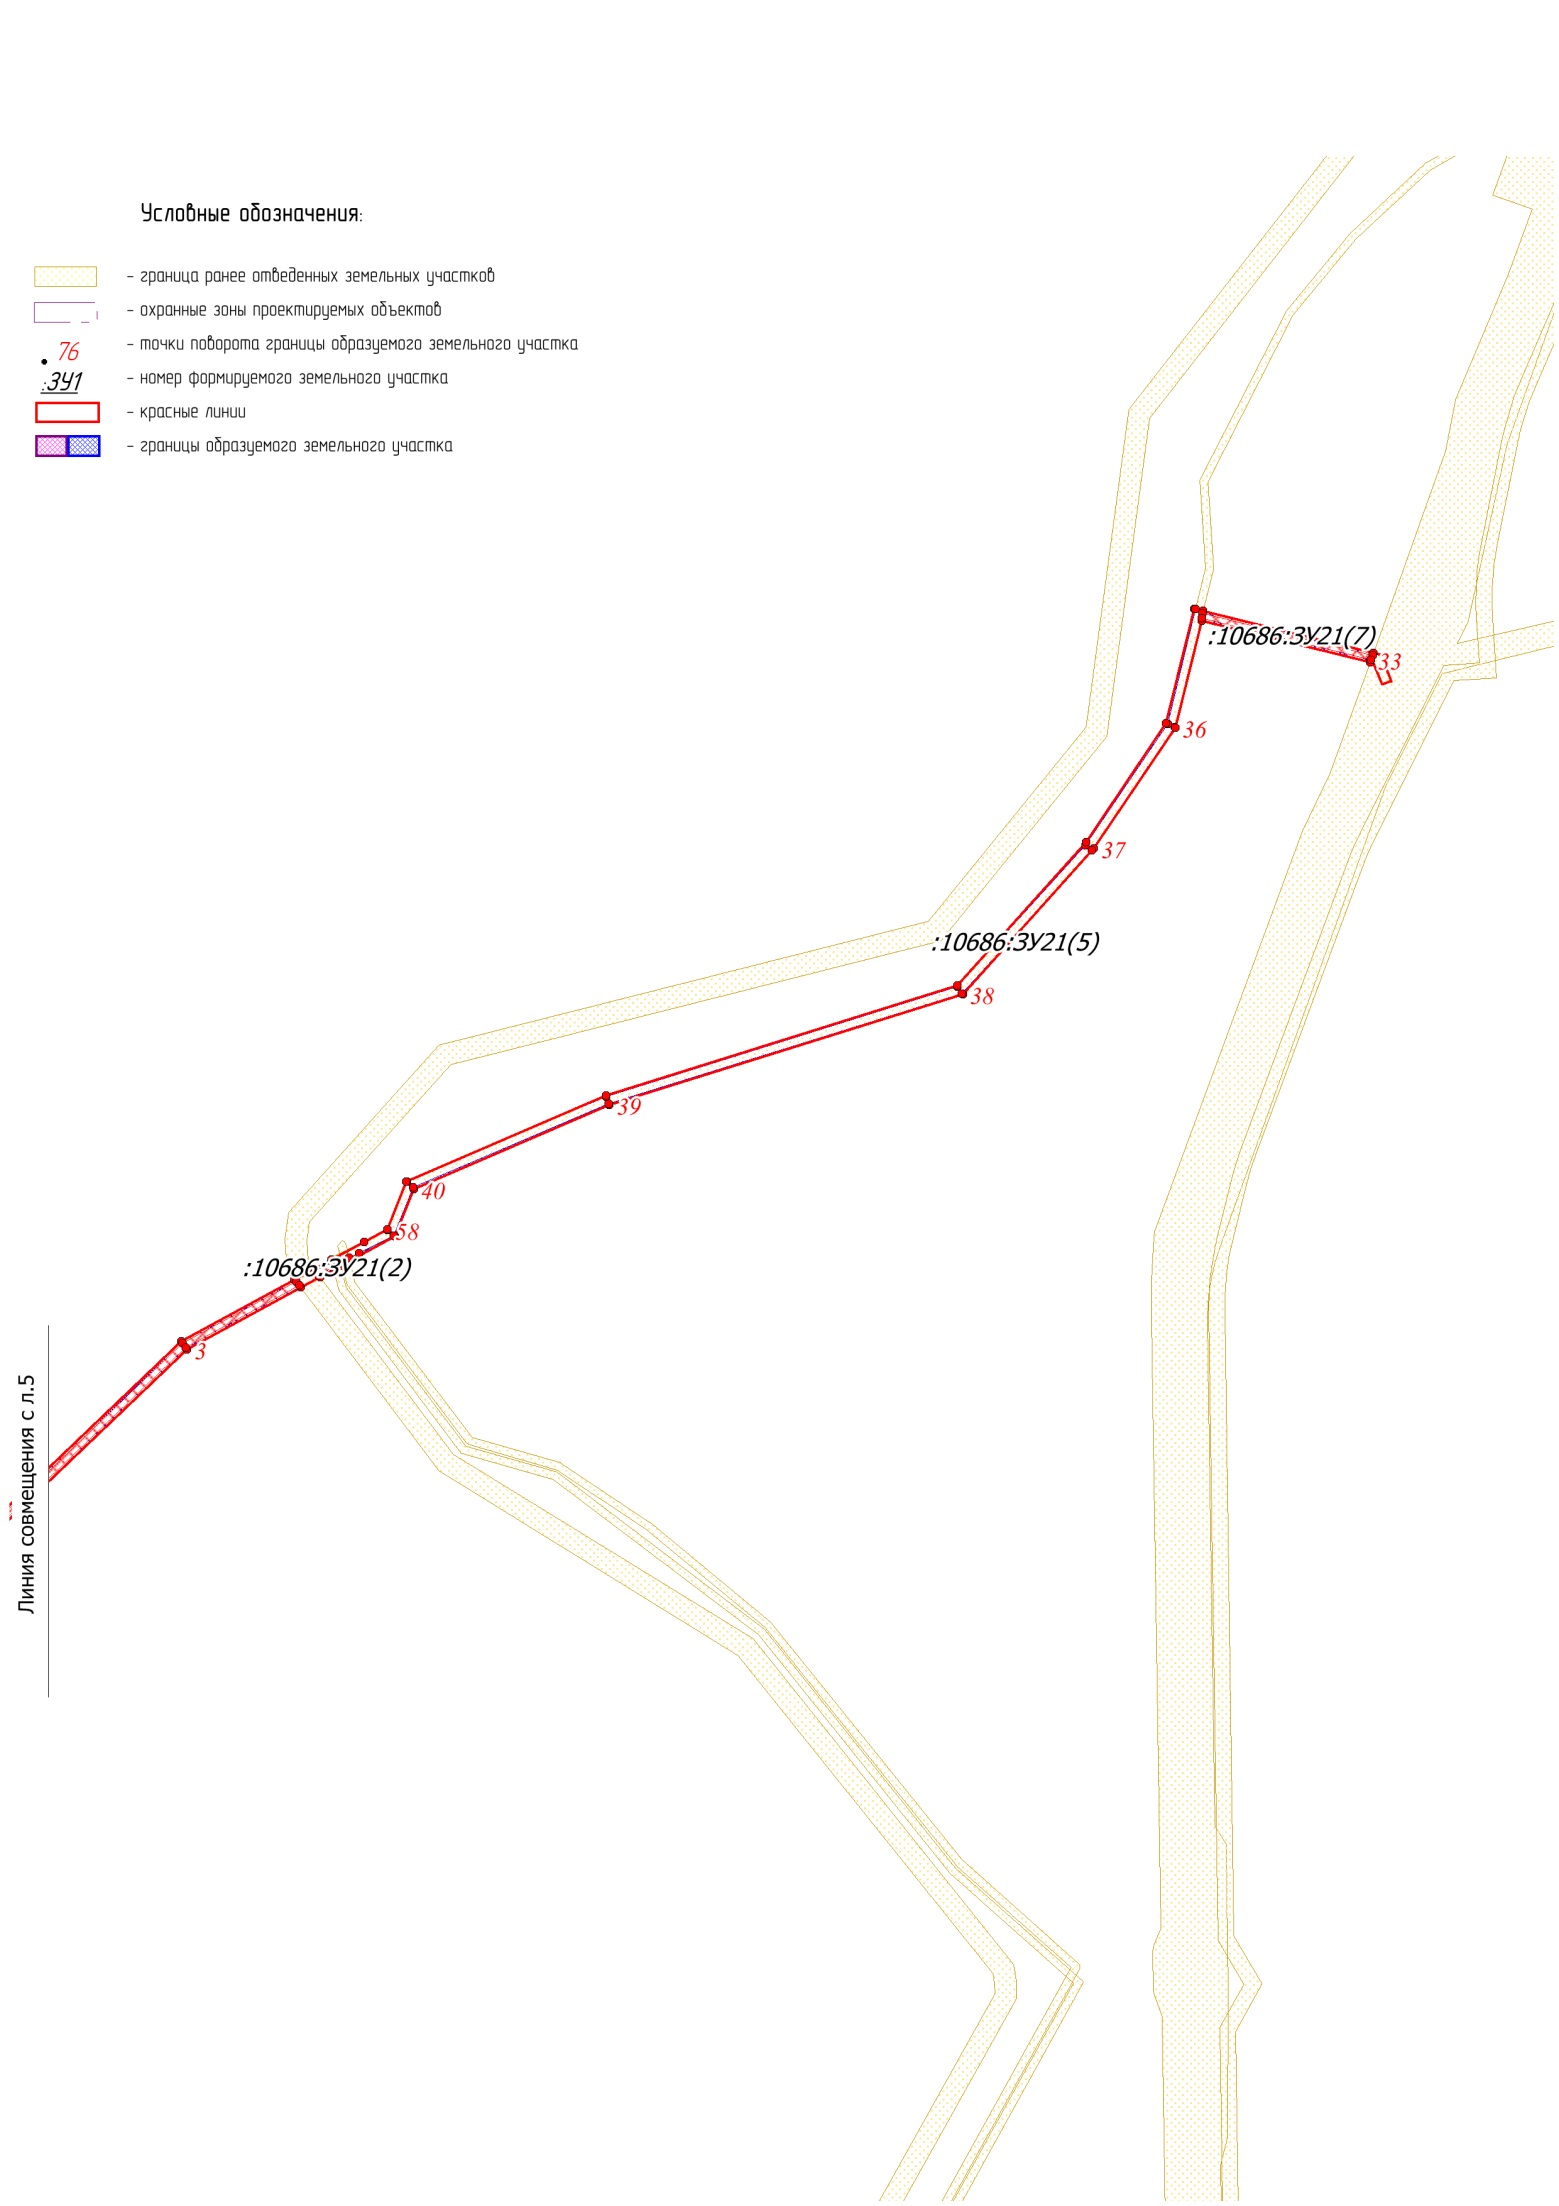 Условные обозначения:
- граница ранее отведенных земельных участков
- охранные зоны проектируемых объектов
76 - точки поворота границы образуемого земельного участка
:ЗУ1 - номер формируемого земельного участка
- красные линии
- границы образуемого земельного участка
:10686:ЗУ21(7)
33
36
37
:10686:ЗУ21(5)
38
39
40
58
:10686:ЗУ21(2)
3
Линия совмещения с л.5